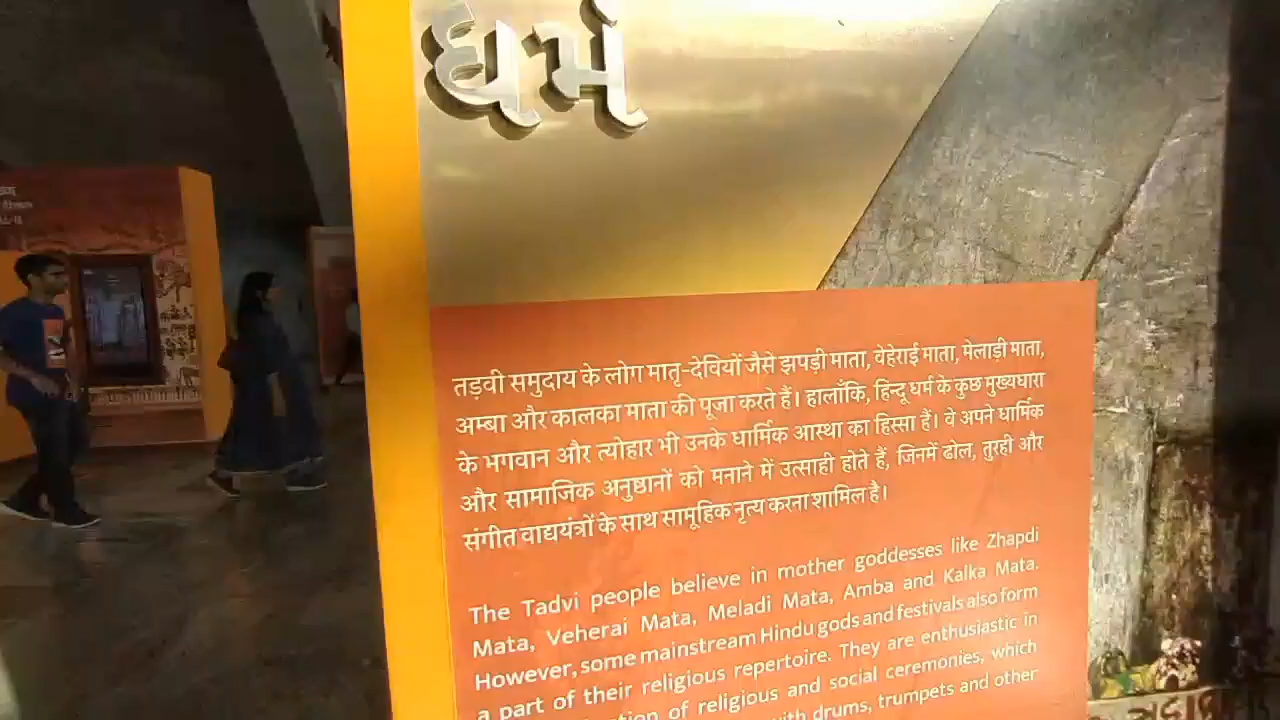 धर्म
तड़वी समुदाय के लोग मातृ-देवियों जैसे झपड़ी माता, वेहेराई माता, मेलाड़ी माता,
अम्बा और कालका माता की पूजा करते हैं। हालाँकि, हिन्दू धर्म के कुछ मुख्यधारा
के भगवान और त्योहार भी उनके धार्मिक आस्था का हिस्सा हैं। वे अपने धार्मिक
और सामाजिक अनुष्ठानों को मनाने में उत्साही होते हैं, जिनमें ढोल, तुरही और
संगीत वाद्ययंत्रों के साथ सामूहिक नृत्य करना शामिल है।
The Tadvi people believe in mother goddesses like Zhapdi
Mata, Veherai Mata, Meladi Mata, Amba and Kalka Mata.
However, some mainstream Hindu gods and festivals also form
a part of their religious repertoire. They are enthusiastic in
of religious and social ceremonies, which
with drums, trumpets and other